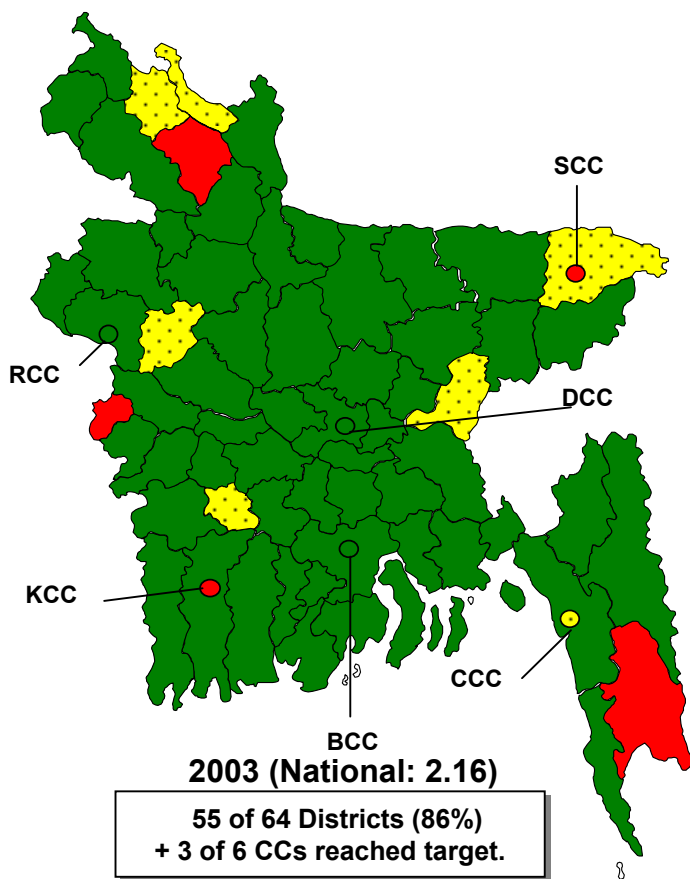 SCC
RCC
DCC
KCC
CCC
BCC
2003 (National: 2.16)
55 of 64 Districts (86%)
+ 3 of 6 CCs reached target.